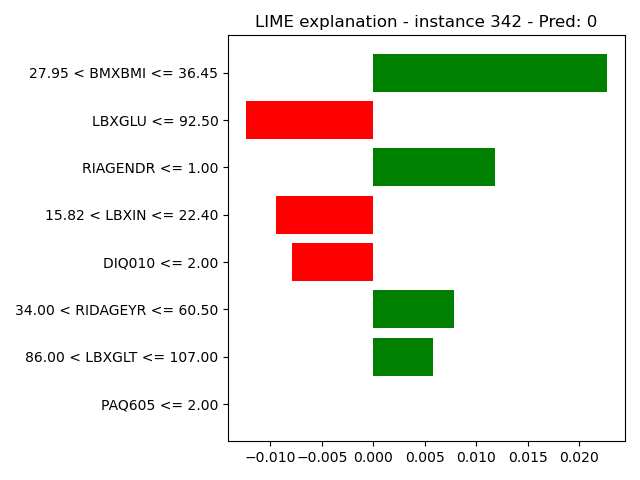 LIME explanation - instance 342 - Pred: 0
27.95 < BMXBMI <= 36.45
LBXGLU <= 92.50
RIAGENDR <= 1.00
15.82 < LBXIN <= 22.40
DIQ010 <= 2.00
34.00 < RIDAGEYR <= 60.50
86.00 < LBXGLT <= 107.00
PAQ605 <= 2.00
−0.010 −0.005 0.000 0.005 0.010 0.015 0.020